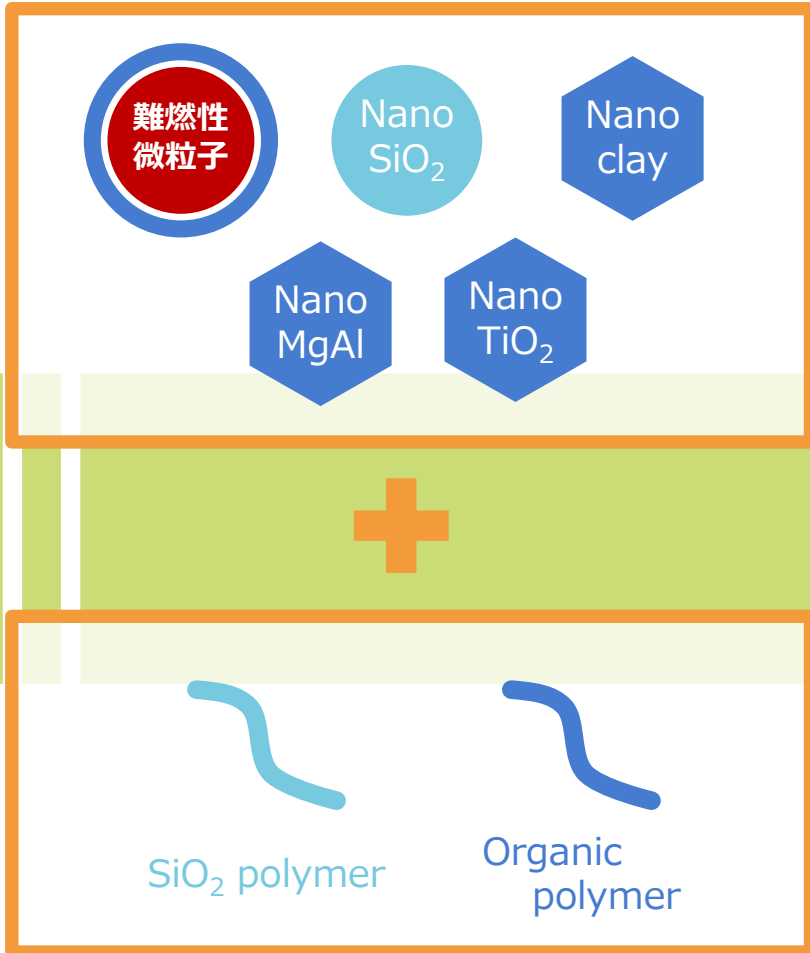 難燃性
微粒子
Nano
SiO₂
Nano
clay
Nano
MgAl
Nano
TiO₂
SiO₂ polymer
Organic
polymer